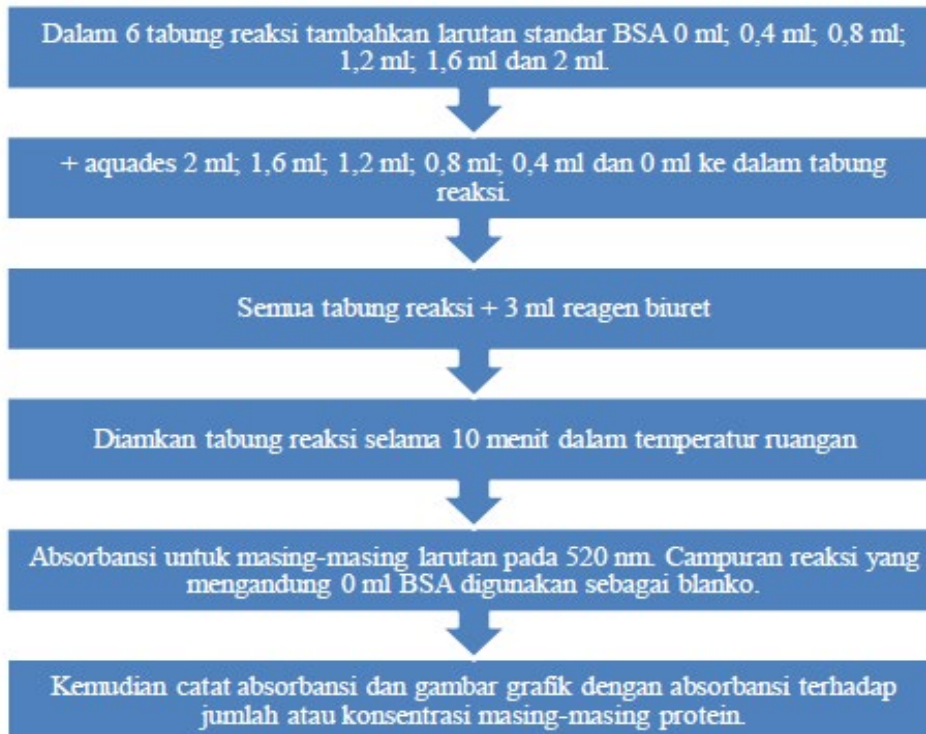 Dalam 6 tabung reaksi tambahkan larutan standar BSA 0 ml; 0,4 ml; 0,8 ml;
1,2 ml; 1,6 ml dan 2 ml.
+ aquades 2 ml; 1,6 ml; 1,2 ml; 0,8 ml; 0,4 ml dan 0 ml ke dalam tabung
reaksi.
Semua tabung reaksi + 3 ml reagen biuret
Diamkan tabung reaksi selama 10 menit dalam temperatur ruangan
Absorbansi untuk masing-masing larutan pada 520 nm. Campuran reaksi yang
mengandung 0 ml BSA digunakan sebagai blanko.
Kemudian catat absorbansi dan gambar grafik dengan absorbansi terhadap
jumlah atau konsentrasi masing-masing protein.